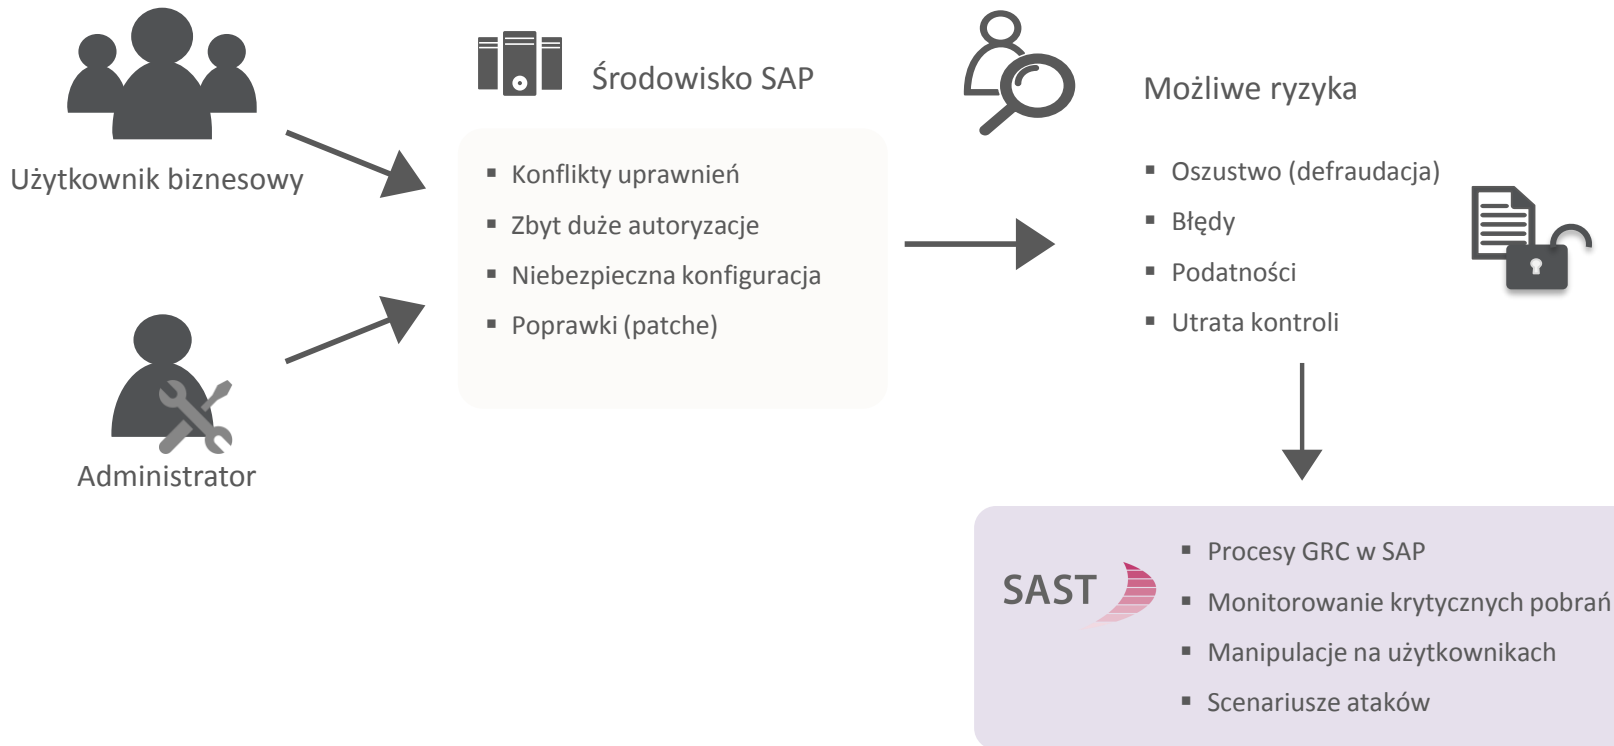 Użytkownik biznesowy
Administrator
Środowisko SAP
▪ Konflikty uprawnień
▪ Zbyt duże autoryzacje
▪ Niebezpieczna konfiguracja
▪ Poprawki (patche)
Możliwe ryzyka
▪ Oszustwo (defraudacja)
▪ Błędy
▪ Podatności
▪ Utrata kontroli
SAST
▪ Procesy GRC w SAP
▪ Monitorowanie krytycznych pobrań
▪ Manipulacje na użytkownikach
▪ Scenariusze ataków